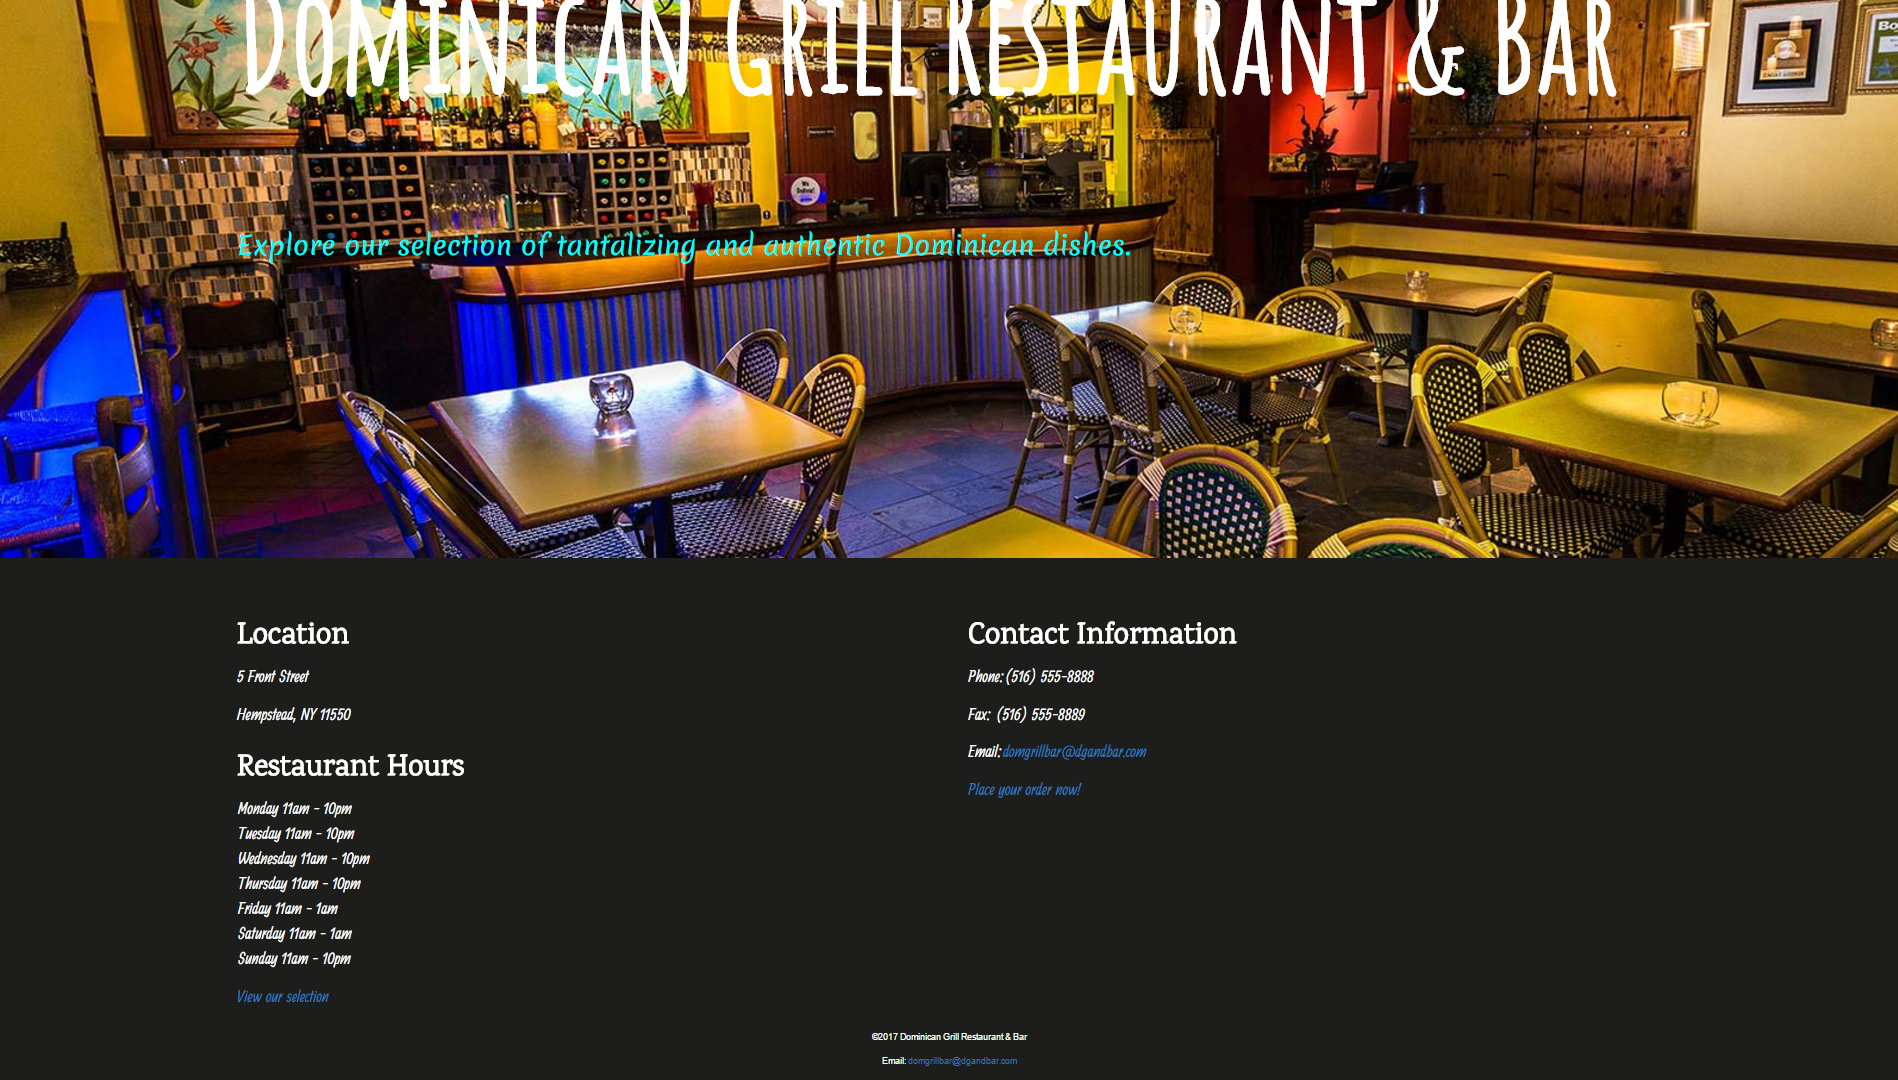 Dominican Grill Restaurant & Bar
We Deliver!
Explore our selection of tantalizing and authentic Dominican dishes.
Location
5 Front Street
Hempstead, NY 11550
Restaurant Hours
Monday 11am - 10pm
Tuesday 11am - 10pm
Wednesday 11am - 10pm
Thursday 11am - 10pm
Friday 11am - 1am
Saturday 11am - 1am
Sunday 11am - 10pm
View our selection
Contact Information
Phone: (516) 555-8888
Fax: (516) 555-8889
Email: domgrillbar@dgandbar.com
Place your order now!
©2017 Dominican Grill Restaurant & Bar
Email: domgrillbar@dgandbar.com